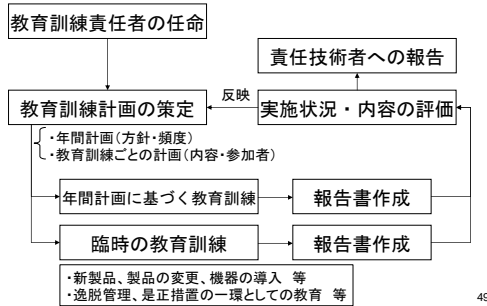 教育訓練責任者の任命
責任技術者への報告
教育訓練計画の策定
反映
実施状況・内容の評価
・年間計画(方針・頻度)
・教育訓練ごとの計画(内容・参加者)
年間計画に基づく教育訓練
報告書作成
臨時の教育訓練
報告書作成
・新製品、製品の変更、機器の導入 等
・逸脱管理、是正措置の一環としての教育 等
49